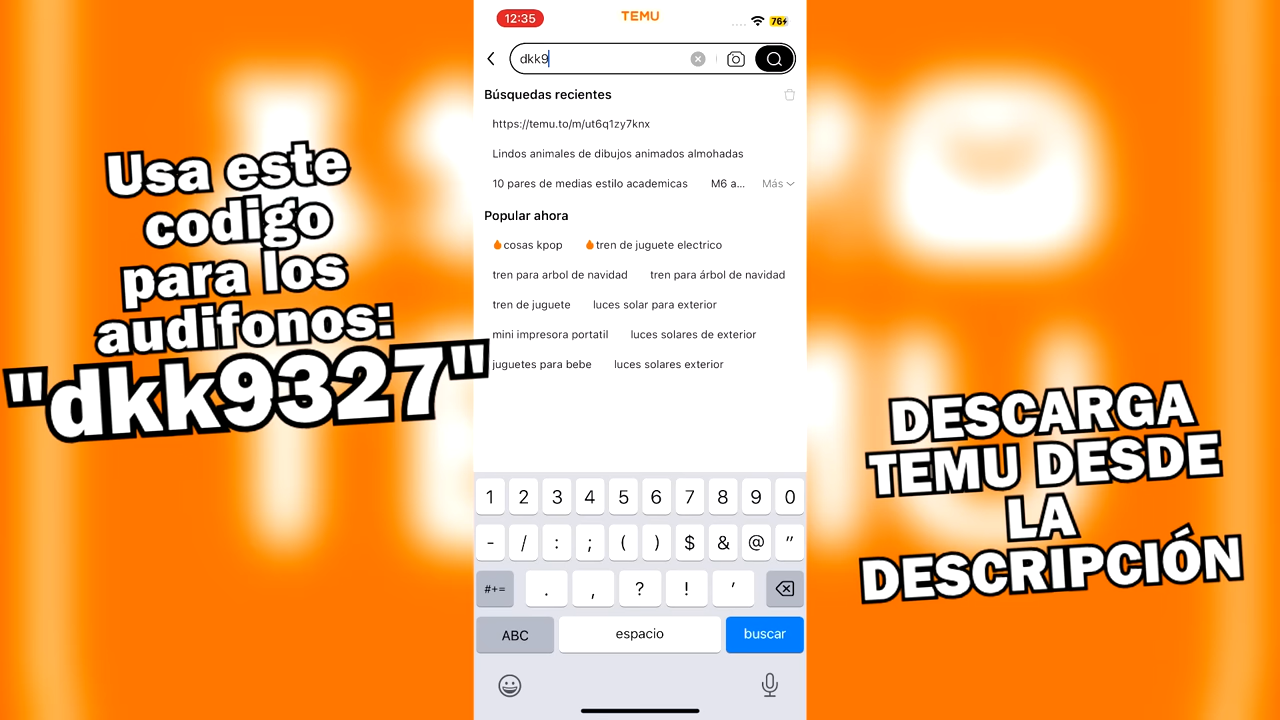 Usa este
codigo
para los
audifonos:
"dkk9327"
12:35
TEMU
76
dkk9
Búsquedas recientes
https://temu.to/m/ut6q1zy7knx
Lindos animales de dibujos animados almohadas
10 pares de medias estilo academicas M6 a... Más
Popular ahora
cosas kpop tren de juguete electrico
tren para arbol de navidad tren para árbol de navidad
tren de juguete luces solar para exterior
mini impresora portatil luces solares de exterior
juguetes para bebe luces solares exterior
1 2 3 4 5 6 7 8 9 0
- / : ; ( ) $ & @ "
#+= . , ? ! '
ABC espacio buscar
DESCARGA
TEMU DESDE
LA
DESCRIPCIÓN